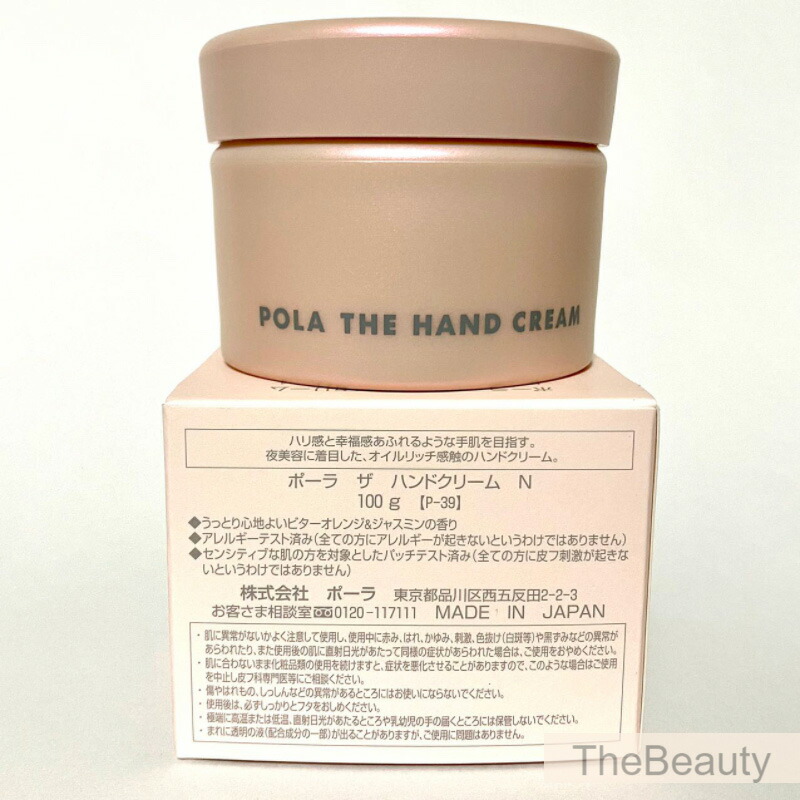 POLA THE HAND CREAM
ハリ感と幸福感あふれるような手肌を目指す。
夜美容に着目した、オイルリッチ感触のハンドクリーム。
ポーラ ザ ハンドクリーム N
100g【P-39】
◆うっとり心地よいビターオレンジ&ジャスミンの香り
◆アレルギーテスト済み(全ての方にアレルギーが起きないというわけではありません)
◆センシティブな肌の方を対象としたパッチテスト済み(全ての方に皮フ刺激が起きな
いというわけではありません)
株式会社 ポーラ 東京都品川区西五反田2-2-3
お客さま相談室 0120-117111 MADE IN JAPAN
・肌に異常がないかよく注意して使用し、使用中に赤み、はれ、かゆみ、刺激、色抜け(白斑等)や黒ずみなどの異常が
あらわれたり、また使用後の肌に直射日光があたって同様の症状があらわれた場合は、ご使用をおやめください。
・肌に合わないまま化粧品類の使用を続けますと、症状を悪化させることがありますので、このような場合はご使用
を中止し皮フ科専門医等にご相談ください。
・傷やはれもの、しっしんなどの異常があるところにはお使いにならないでください。
・使用後は、必ずしっかりとフタをおしめください。
・極端に高温または低温、直射日光があたるところや乳幼児の手の届くところには保管しないでください。
・まれに透明の液(配合成分の一部)が出ることがありますが、ご使用に問題はありません。
TheBeauty